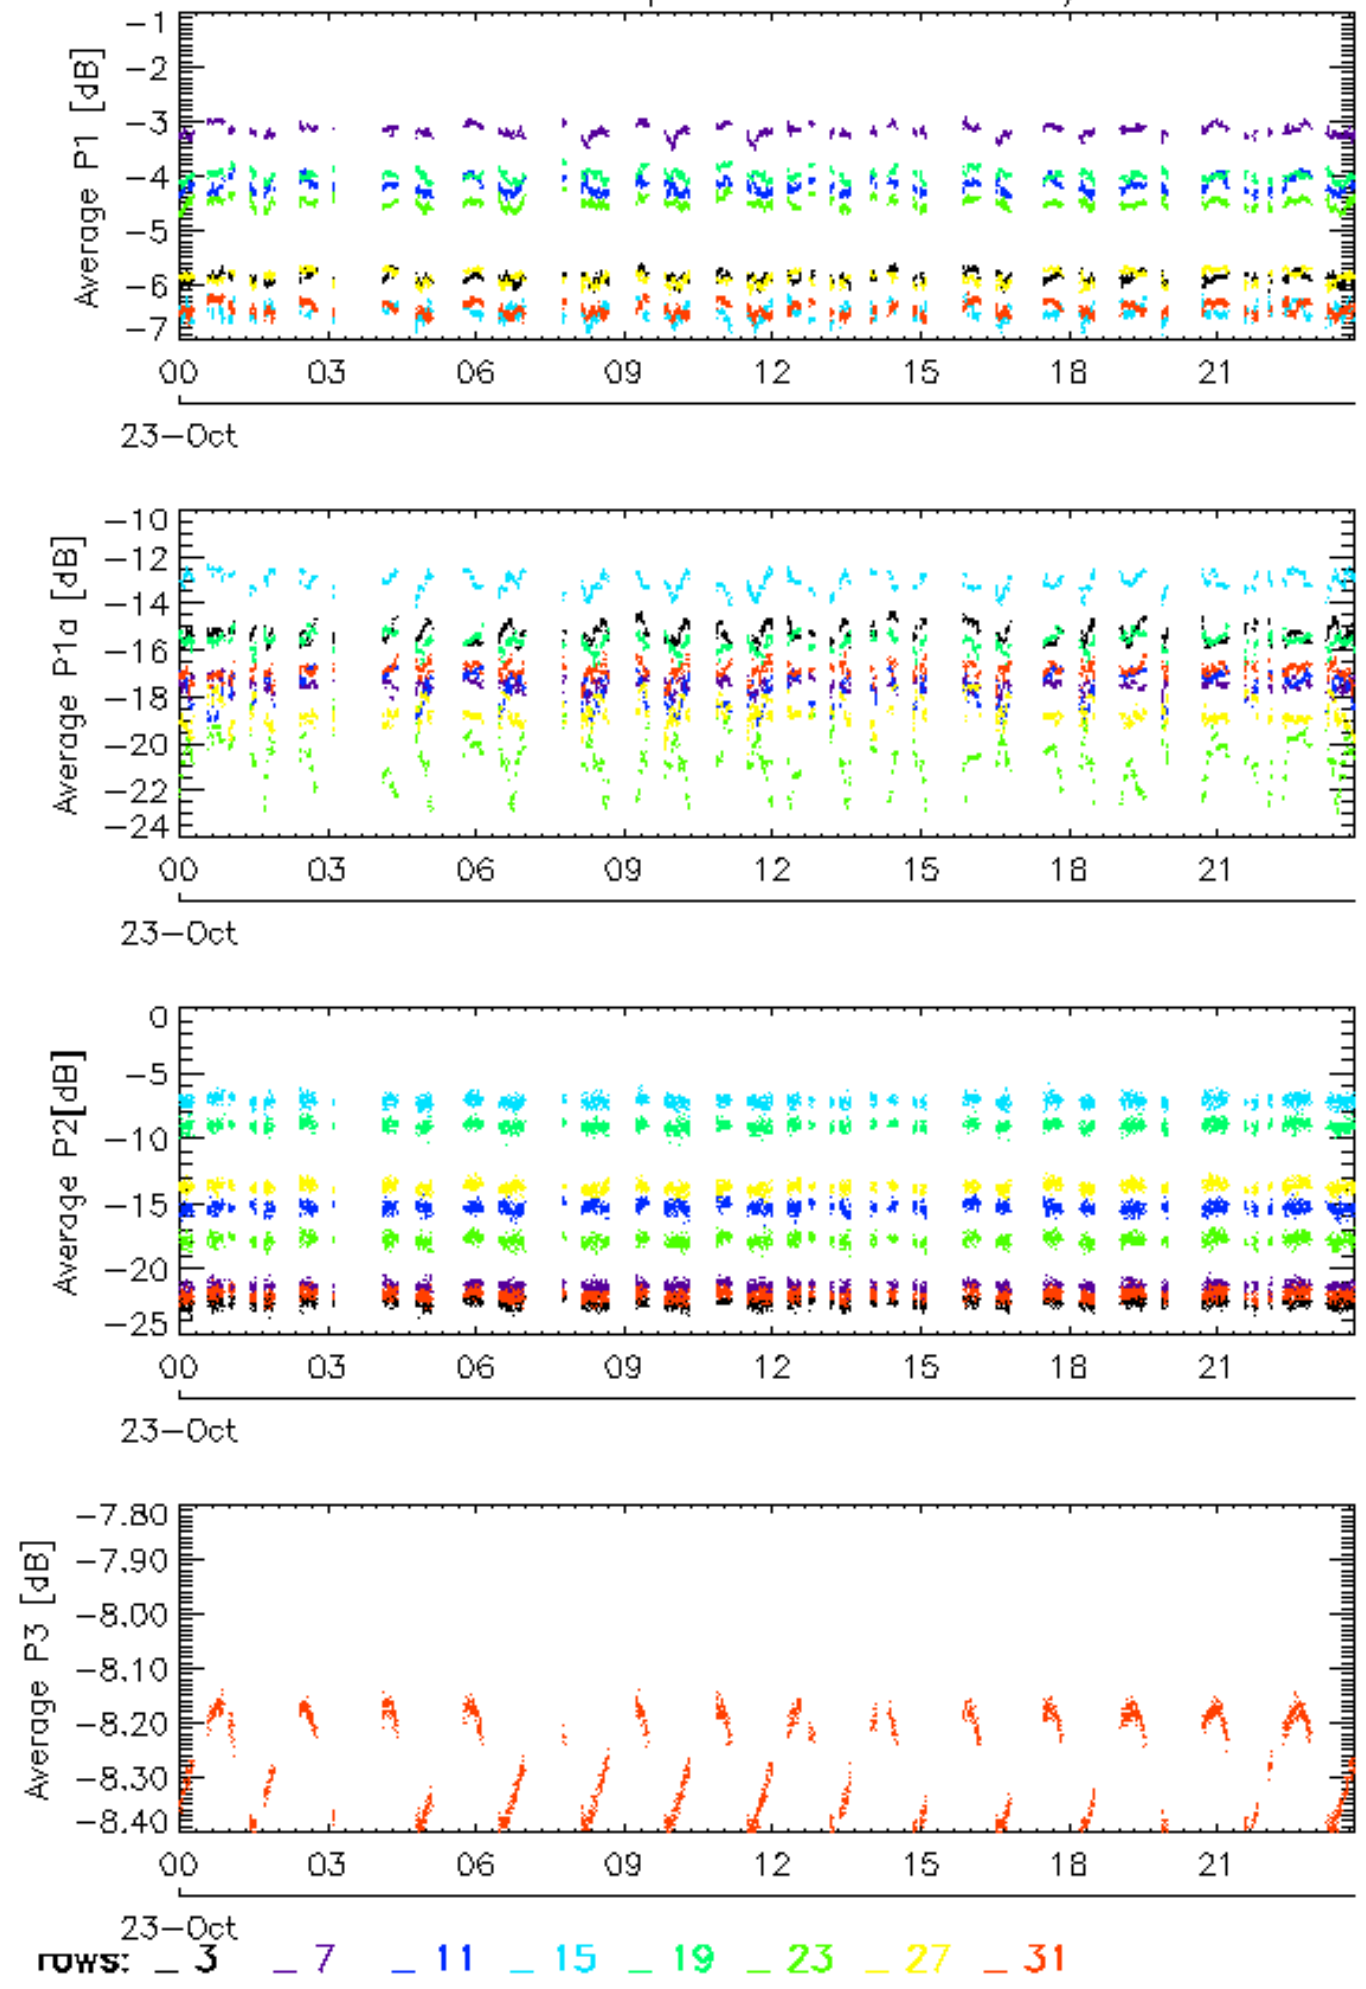 Average P1 [dB]
-1
-2
-3
-4
-5
-6
-7
00 03 06 09 12 15 18 21
23-Oct
Average P1a [dB]
-10
-12
-14
-16
-18
-20
-22
-24
00 03 06 09 12 15 18 21
23-Oct
Average P2[dB]
0
-5
-10
-15
-20
-25
00 03 06 09 12 15 18 21
23-Oct
Average P3 [dB]
-7.80
-7.90
-8.00
-8.10
-8.20
-8.30
-8.40
00 03 06 09 12 15 18 21
23-Oct
rows: _ 3 _ 7 _ 11 _ 15 _ 19 _ 23 _ 27 _ 31